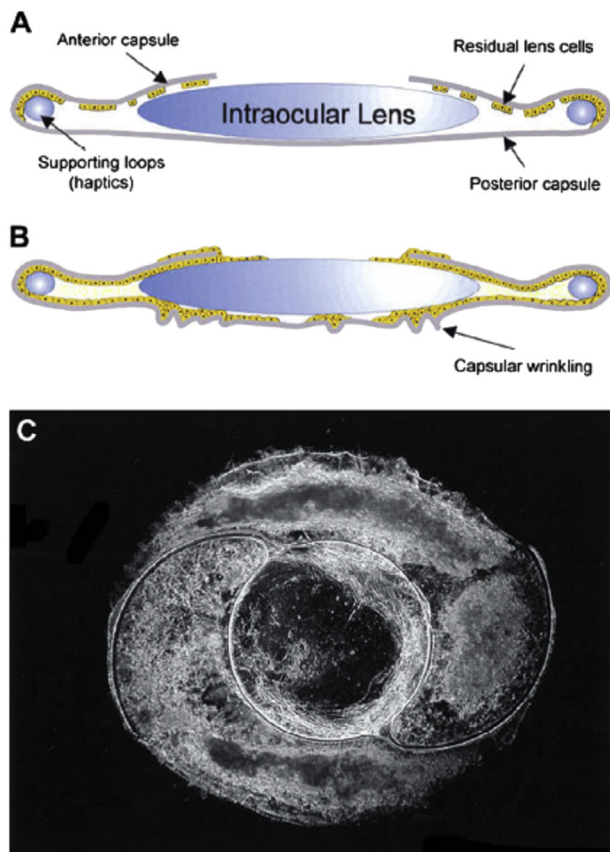 A
Anterior capsule
Residual lens cells
Intraocular Lens
Supporting loops
(haptics)
Posterior capsule
B
Capsular wrinkling
C